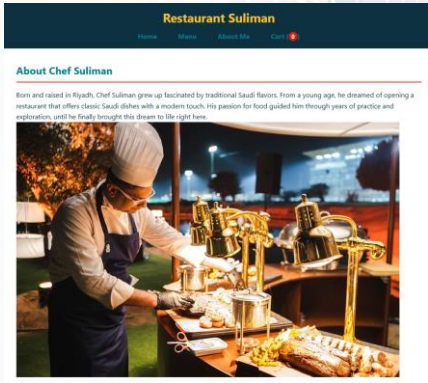 Restaurant Suliman
Home Menu About Me Cart 0
About Chef Suliman
Born and raised in Riyadh, Chef Suliman grew up fascinated by traditional Saudi flavors. From a young age, he dreamed of opening a
restaurant that offers classic Saudi dishes with a modern touch. His passion for food guided him through years of practice and
exploration, until he finally brought this dream to life right here.